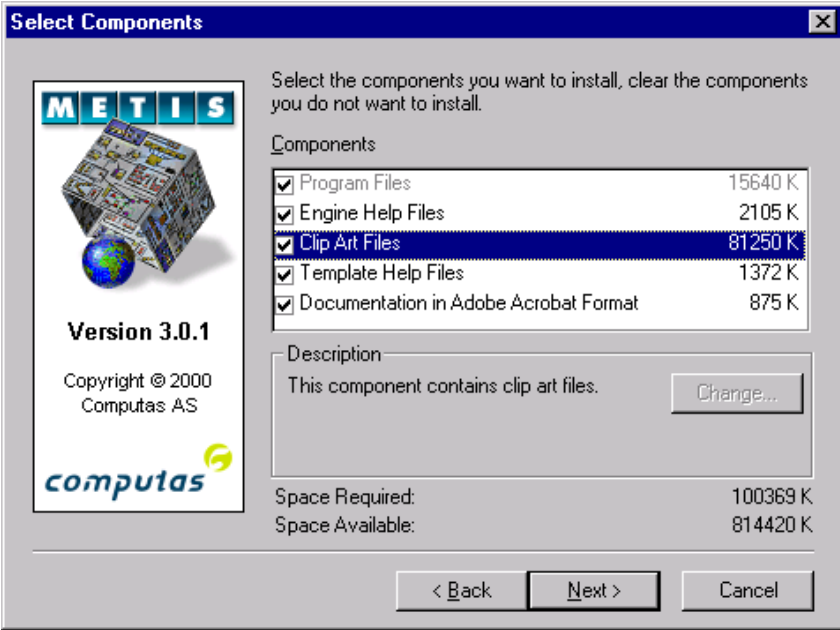 Select Components
METIS
Version 3.0.1
Copyright © 2000
Computas AS
computas
Select the components you want to install, clear the components
you do not want to install.
Components
Program Files 15640 K
Engine Help Files 2105 K
Clip Art Files 81250 K
Template Help Files 1372 K
Documentation in Adobe Acrobat Format 875 K
Description
This component contains clip art files.
Change...
Space Required: 100369 K
Space Available: 814420 K
< Back
Next >
Cancel